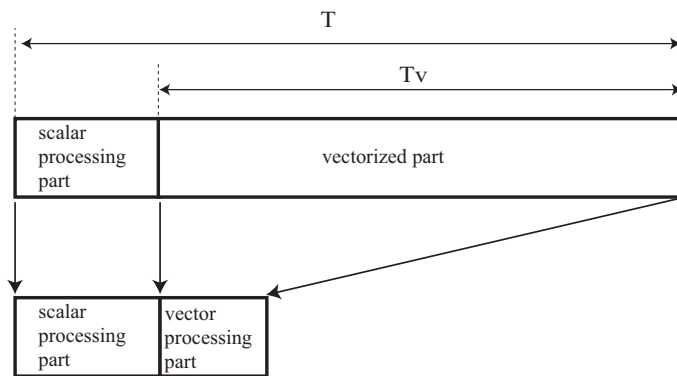 T
Tv
scalar
processing
part
vectorized part
scalar
processing
part
vector
processing
part